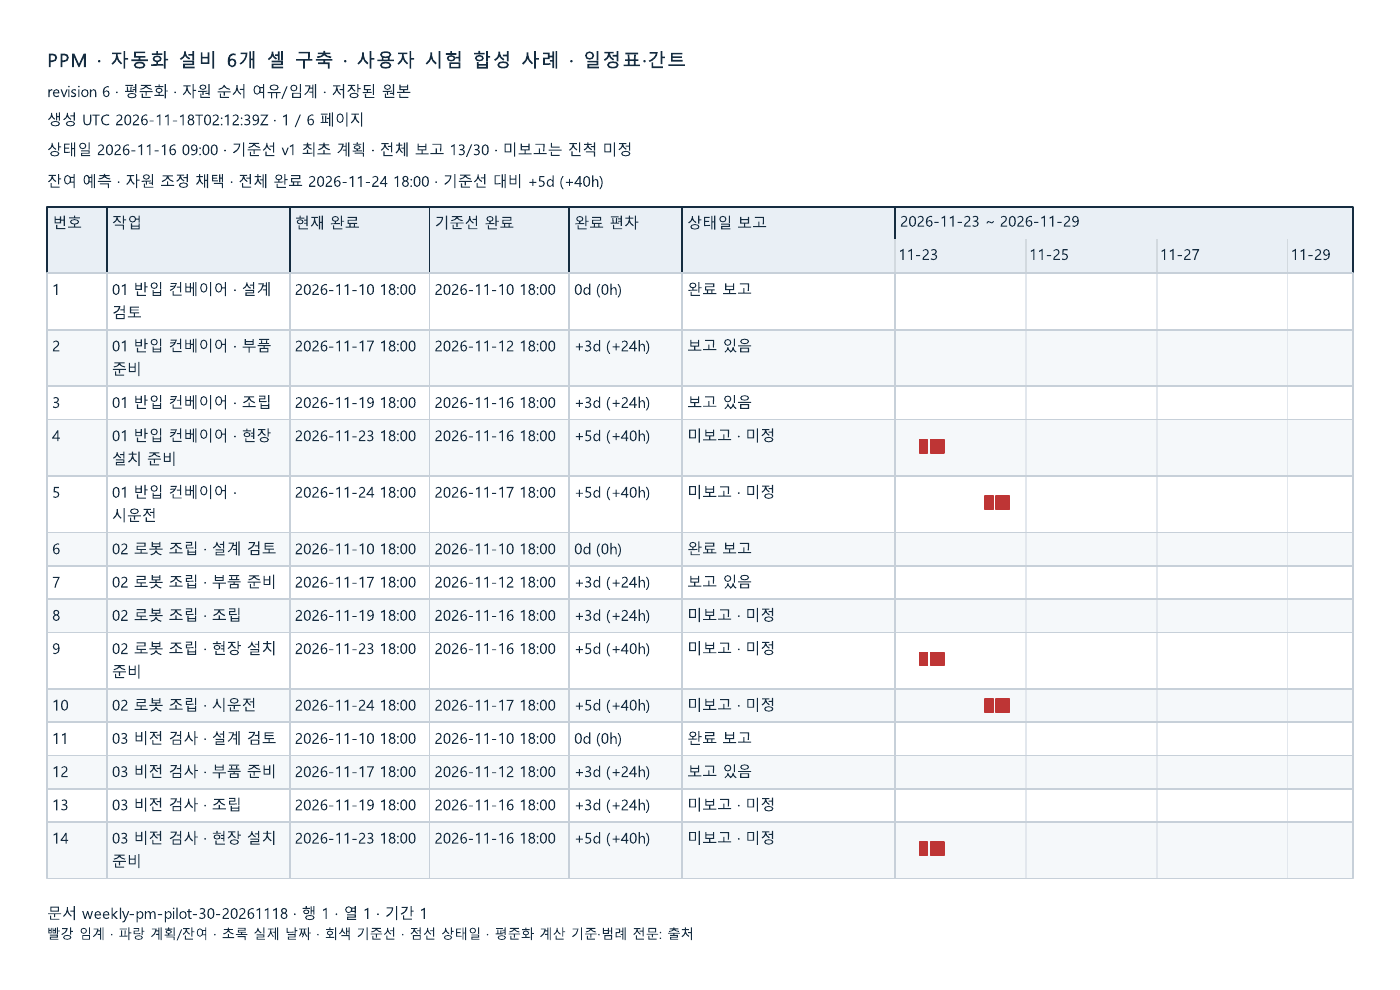 PPM · 자동화 설비 6개 셀 구축 · 사용자 시험 합성 사례 · 일정표·간트
revision 6 · 평준화 · 자원 순서 여유/임계 · 저장된 원본
생성 UTC 2026-11-18T02:12:39Z · 1 / 6 페이지
상태일 2026-11-16 09:00 · 기준선 v1 최초 계획 · 전체 보고 13/30 · 미보고는 진척 미정
잔여 예측 · 자원 조정 채택 · 전체 완료 2026-11-24 18:00 · 기준선 대비 +5d (+40h)
번호 작업 현재 완료 기준선 완료 완료 편차 상태일 보고 2026-11-23 ~ 2026-11-29
11-23 11-25 11-27 11-29
1 01 반입 컨베이어 · 설계 2026-11-10 18:00 2026-11-10 18:00 0d (0h) 완료 보고
검토
2 01 반입 컨베이어 · 부품 2026-11-17 18:00 2026-11-12 18:00 +3d (+24h) 보고 있음
준비
3 01 반입 컨베이어 · 조립 2026-11-19 18:00 2026-11-16 18:00 +3d (+24h) 보고 있음
4 01 반입 컨베이어 · 현장 2026-11-23 18:00 2026-11-16 18:00 +5d (+40h) 미보고 · 미정
설치 준비
5 01 반입 컨베이어 · 2026-11-24 18:00 2026-11-17 18:00 +5d (+40h) 미보고 · 미정
시운전
6 02 로봇 조립 · 설계 검토 2026-11-10 18:00 2026-11-10 18:00 0d (0h) 완료 보고
7 02 로봇 조립 · 부품 준비 2026-11-17 18:00 2026-11-12 18:00 +3d (+24h) 보고 있음
8 02 로봇 조립 · 조립 2026-11-19 18:00 2026-11-16 18:00 +3d (+24h) 미보고 · 미정
9 02 로봇 조립 · 현장 설치 2026-11-23 18:00 2026-11-16 18:00 +5d (+40h) 미보고 · 미정
준비
10 02 로봇 조립 · 시운전 2026-11-24 18:00 2026-11-17 18:00 +5d (+40h) 미보고 · 미정
11 03 비전 검사 · 설계 검토 2026-11-10 18:00 2026-11-10 18:00 0d (0h) 완료 보고
12 03 비전 검사 · 부품 준비 2026-11-17 18:00 2026-11-12 18:00 +3d (+24h) 보고 있음
13 03 비전 검사 · 조립 2026-11-19 18:00 2026-11-16 18:00 +3d (+24h) 미보고 · 미정
14 03 비전 검사 · 현장 설치 2026-11-23 18:00 2026-11-16 18:00 +5d (+40h) 미보고 · 미정
준비
문서 weekly-pm-pilot-30-20261118 · 행 1 · 열 1 · 기간 1
빨강 임계 · 파랑 계획/잔여 · 초록 실제 날짜 · 회색 기준선 · 점선 상태일 · 평준화 계산 기준·범례 전문: 출처